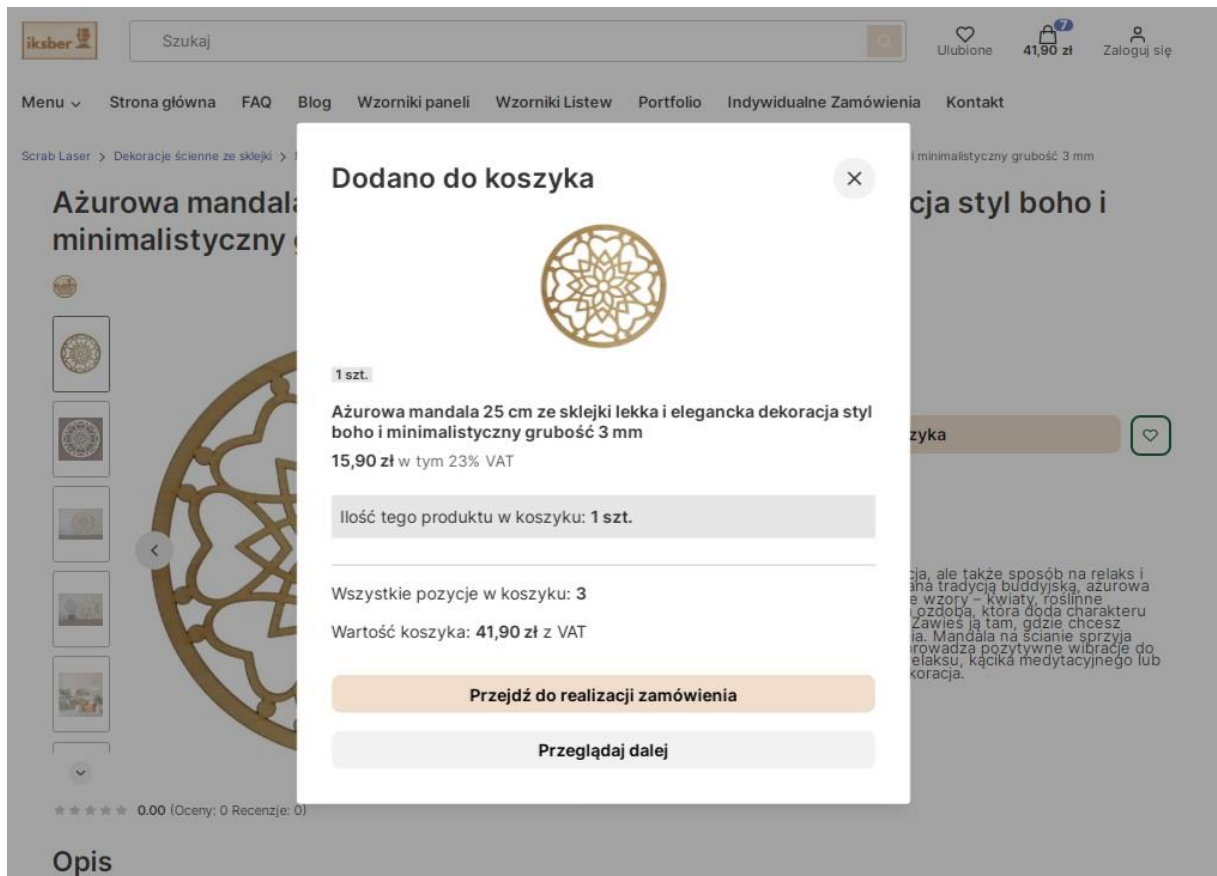 iksber
Szukaj
Ulubione
7
41,90 zł
Zaloguj się
Menu
Strona główna
FAQ
Blog
Wzorniki paneli
Wzorniki Listew
Portfolio
Indywidualne Zamówienia
Kontakt
Scrab Laser > Dekoracje ścienne ze sklejki >
i minimalistyczny grubość 3 mm
Ażurowa mandala
cja styl boho i
minimalistyczny
Dodano do koszyka
1 szt.
Ażurowa mandala 25 cm ze sklejki lekka i elegancka dekoracja styl
boho i minimalistyczny grubość 3 mm
15,90 zł w tym 23% VAT
Ilość tego produktu w koszyku: 1 szt.
Wszystkie pozycje w koszyku: 3
Wartość koszyka: 41,90 zł z VAT
Przejdź do realizacji zamówienia
Przeglądaj dalej
zyka
cja, ale także sposób na relaks i
ana tradycją buddyjską, ażurowa
e wzory – kwiaty, roślinne
ozdoba, która doda charakteru
Zawieś ją tam, gdzie chcesz
ia. Mandala na ścianie sprzyja
prowadza pozytywne wibracje do
relaksu, kącika medytacyjnego lub
koracja.
0.00 (Oceny: 0 Recenzje: 0)
Opis